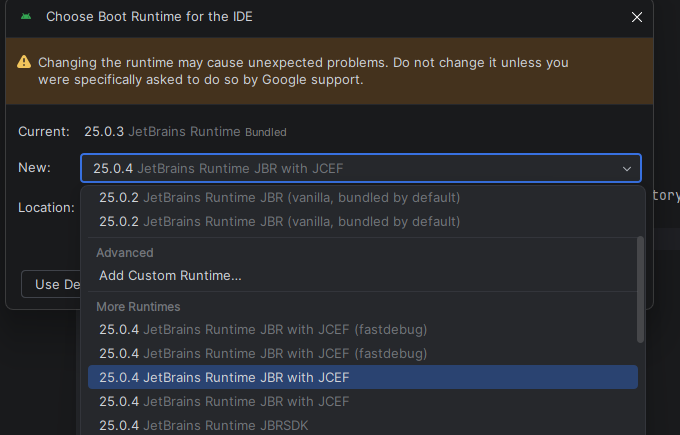 Choose Boot Runtime for the IDE
Changing the runtime may cause unexpected problems. Do not change it unless you
were specifically asked to do so by Google support.
Current: 25.0.3 JetBrains Runtime Bundled
New: 25.0.4 JetBrains Runtime JBR with JCEF
25.0.2 JetBrains Runtime JBR (vanilla, bundled by default)
tory
Location:
25.0.2 JetBrains Runtime JBR (vanilla, bundled by default)
Advanced
Add Custom Runtime...
Use De
More Runtimes
25.0.4 JetBrains Runtime JBR with JCEF (fastdebug)
25.0.4 JetBrains Runtime JBR with JCEF (fastdebug)
25.0.4 JetBrains Runtime JBR with JCEF
25.0.4 JetBrains Runtime JBR with JCEF
25.0.4 JetBrains Runtime JBRSDK